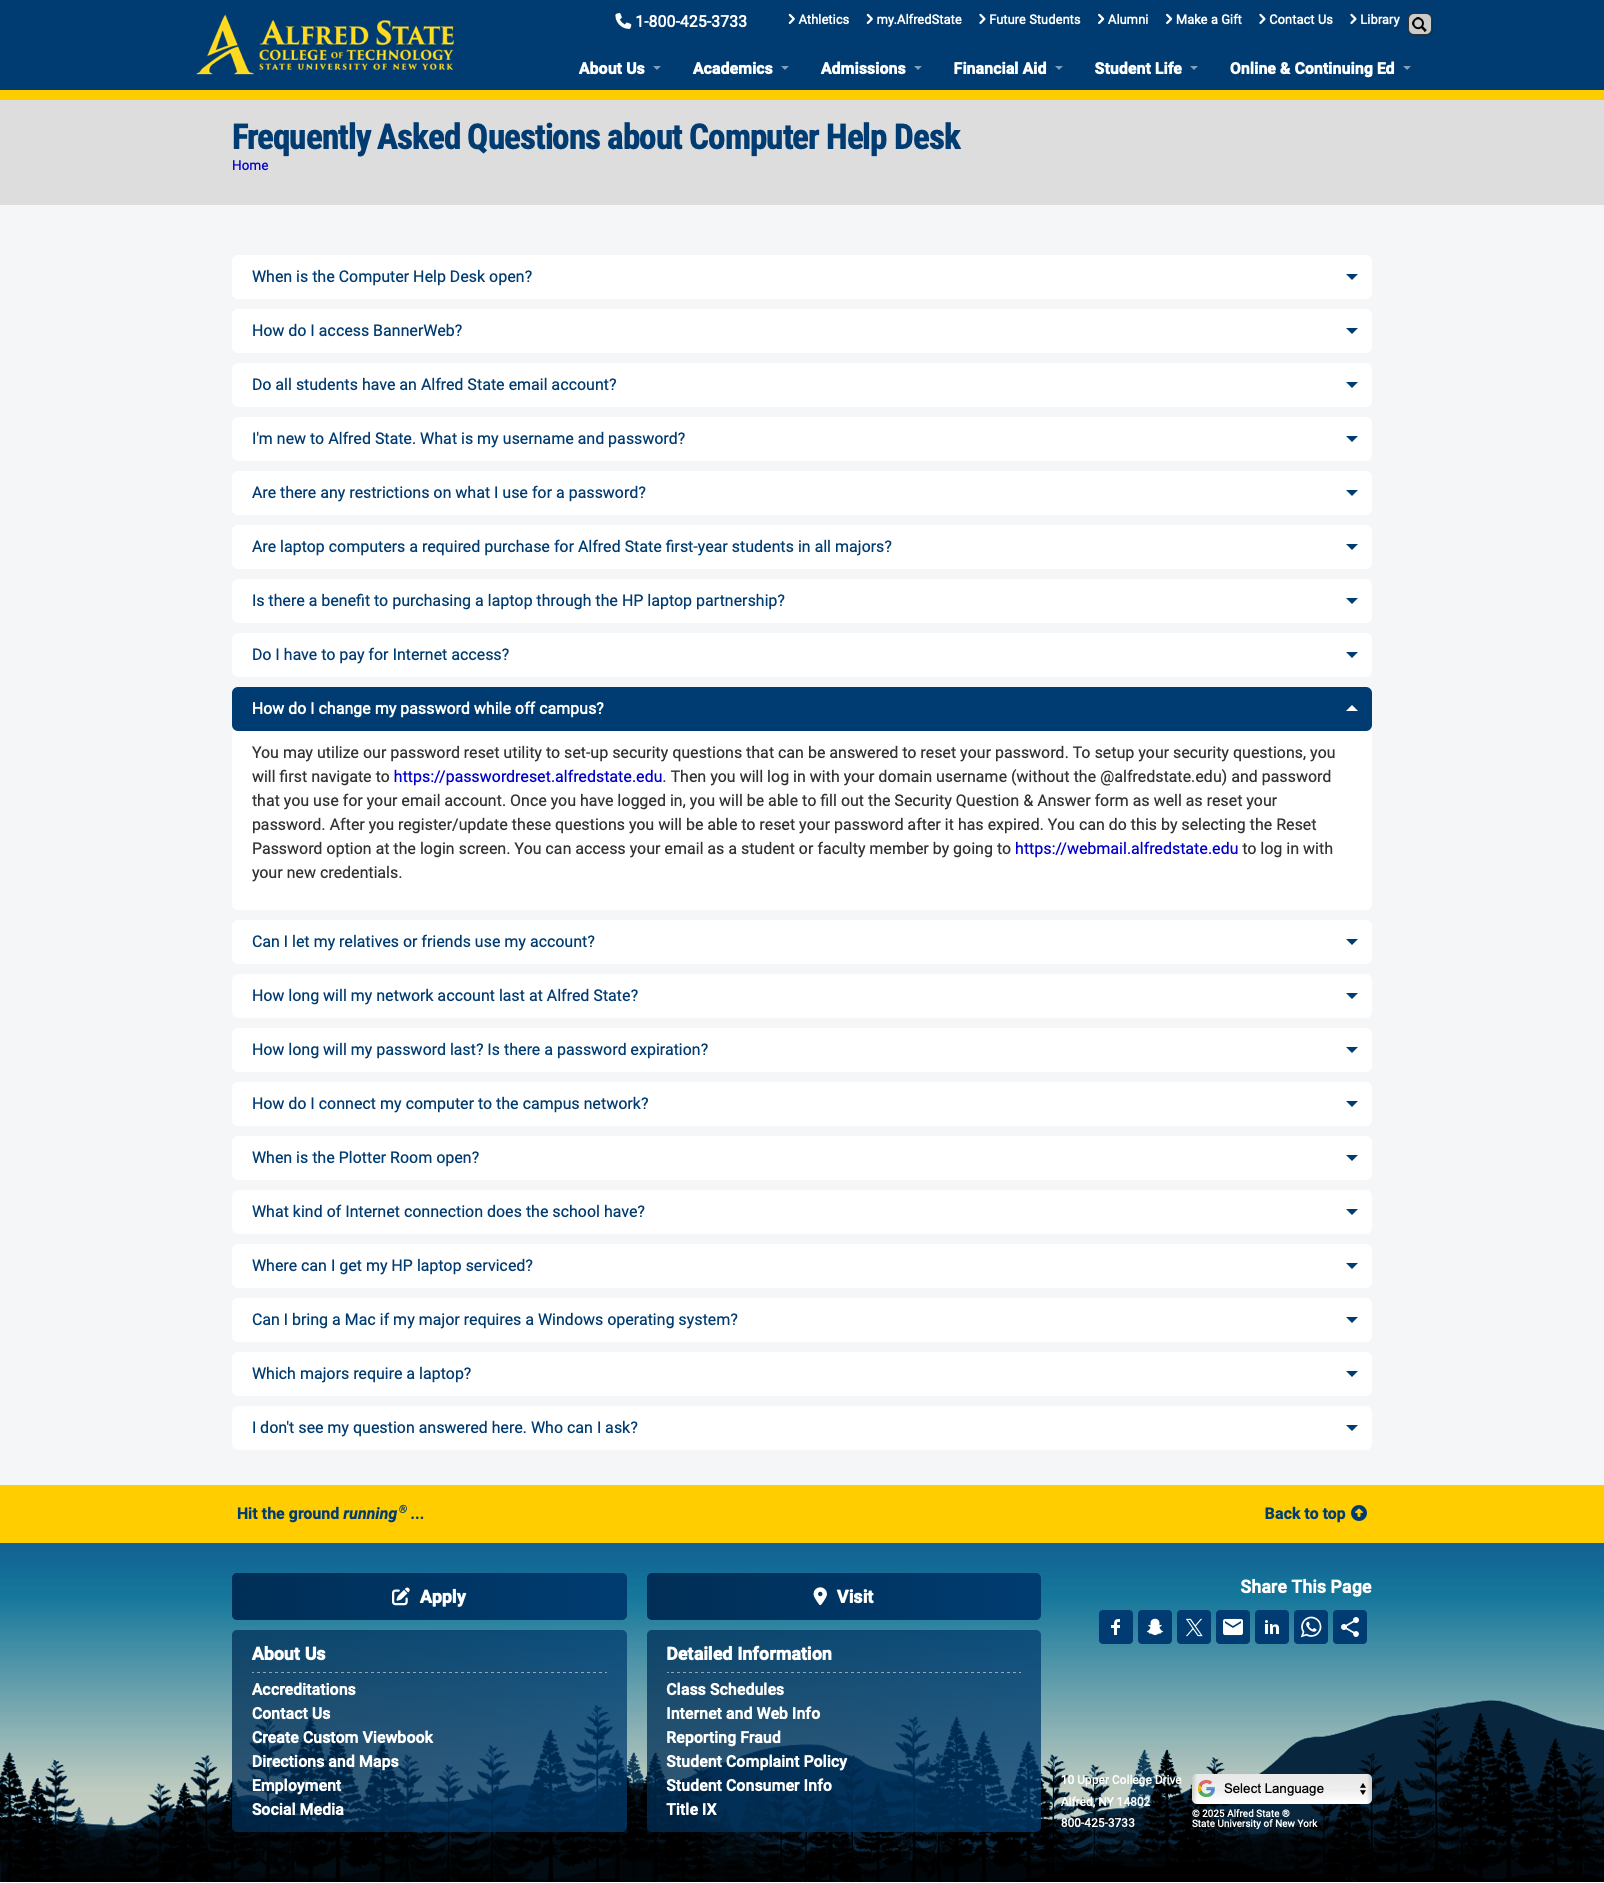 ALFRED STATE
COLLEGE OF TECHNOLOGY
STATE UNIVERSITY OF NEW YORK
1-800-425-3733
Athletics
my.AlfredState
Future Students
Alumni
Make a Gift
Contact Us
Library
About Us
Academics
Admissions
Financial Aid
Student Life
Online & Continuing Ed
Frequently Asked Questions about Computer Help Desk
Home
When is the Computer Help Desk open?
How do I access BannerWeb?
Do all students have an Alfred State email account?
I'm new to Alfred State. What is my username and password?
Are there any restrictions on what I use for a password?
Are laptop computers a required purchase for Alfred State first-year students in all majors?
Is there a benefit to purchasing a laptop through the HP laptop partnership?
Do I have to pay for Internet access?
How do I change my password while off campus?
You may utilize our password reset utility to set-up security questions that can be answered to reset your password. To setup your security questions, you
will first navigate to https://passwordreset.alfredstate.edu. Then you will log in with your domain username (without the @alfredstate.edu) and password
that you use for your email account. Once you have logged in, you will be able to fill out the Security Question & Answer form as well as reset your
password. After you register/update these questions you will be able to reset your password after it has expired. You can do this by selecting the Reset
Password option at the login screen. You can access your email as a student or faculty member by going to https://webmail.alfredstate.edu to log in with
your new credentials.
Can I let my relatives or friends use my account?
How long will my network account last at Alfred State?
How long will my password last? Is there a password expiration?
How do I connect my computer to the campus network?
When is the Plotter Room open?
What kind of Internet connection does the school have?
Where can I get my HP laptop serviced?
Can I bring a Mac if my major requires a Windows operating system?
Which majors require a laptop?
I don't see my question answered here. Who can I ask?
Hit the ground running® ...
Back to top
Apply
About Us
Accreditations
Contact Us
Create Custom Viewbook
Directions and Maps
Employment
Social Media
Visit
Detailed Information
Class Schedules
Internet and Web Info
Reporting Fraud
Student Complaint Policy
Student Consumer Info
Title IX
Share This Page
10 Upper College Drive
Alfred, NY 14802
800-425-3733
Select Language
© 2025 Alfred State ®
State University of New York